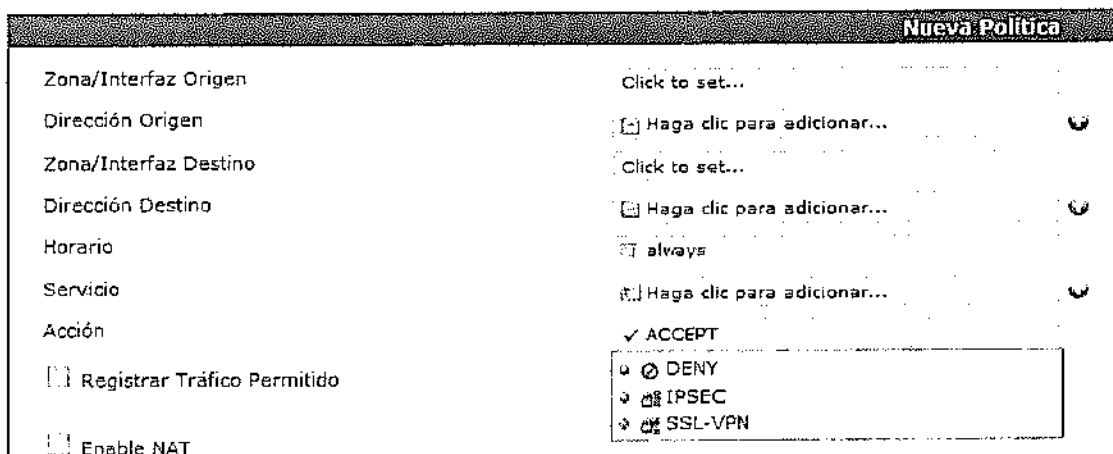 Nueva Política
Zona/Interfaz Origen Click to set...
Dirección Origen Haga clic para adicionar...
Zona/Interfaz Destino Click to set...
Dirección Destino Haga clic para adicionar...
Horario always
Servicio Haga clic para adicionar...
Acción ACCEPT
DENY
Registrar Tráfico Permitido
IPSEC
SSL-VPN
Enable NAT